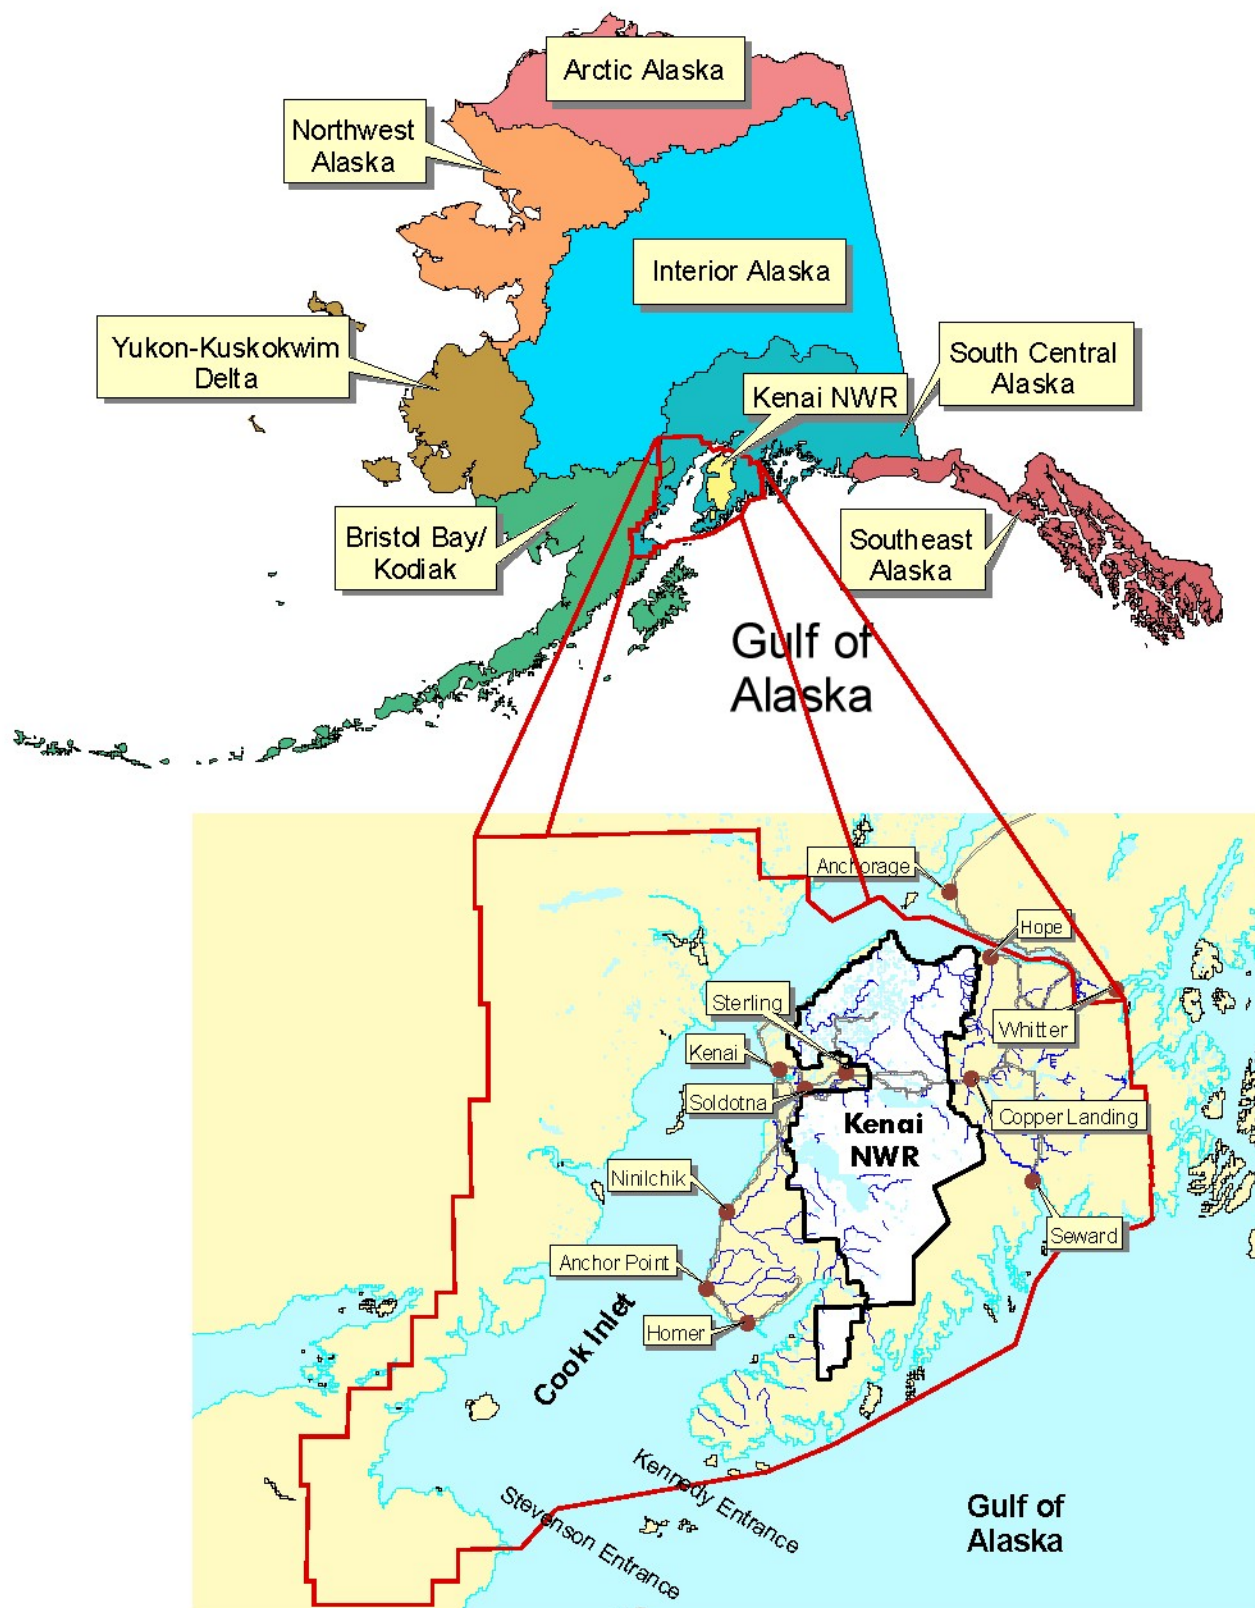 Arctic Alaska
Northwest
Alaska
Interior Alaska
Yukon-Kuskokwim
Delta
South Central
Alaska
Kenai NWR
Bristol Bay/
Kodiak
Southeast
Alaska
Gulf of
Alaska
Anchorage
Hope
Sterling
Whitter
Kenai
Soldotna
Copper Landing
Kenai
NWR
Ninilchik
Seward
Anchor Point
Homer
Cook Inlet
Kennedy Entrance
Stevenson Entrance
Gulf of
Alaska